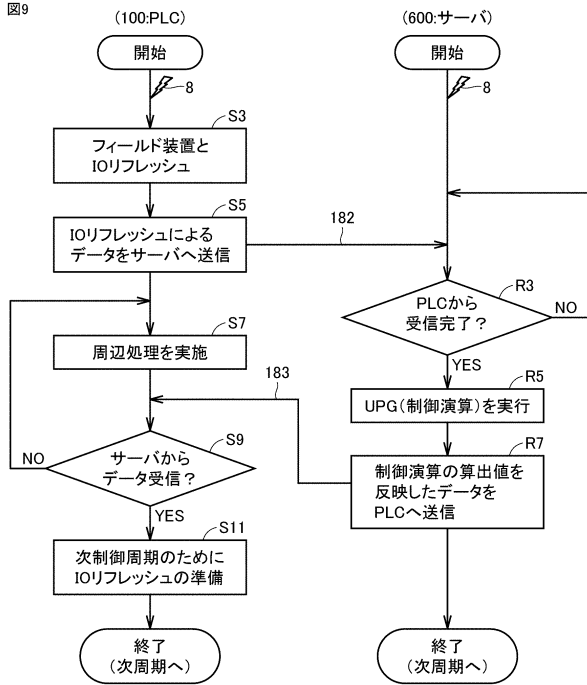 図9
(100:PLC)
開始
8
S3
フィールド装置と
IOリフレッシュ
S5
IOリフレッシュによる
データをサーバへ送信
182
S7
周辺処理を実施
183
S9
サーバから
データ受信？
NO
YES
S11
次制御周期のために
IOリフレッシュの準備
終了
(次周期へ)
(600:サーバ)
開始
8
R3
PLCから
受信完了？
NO
YES
R5
UPG(制御演算)を実行
R7
制御演算の算出値を
反映したデータを
PLCへ送信
終了
(次周期へ)